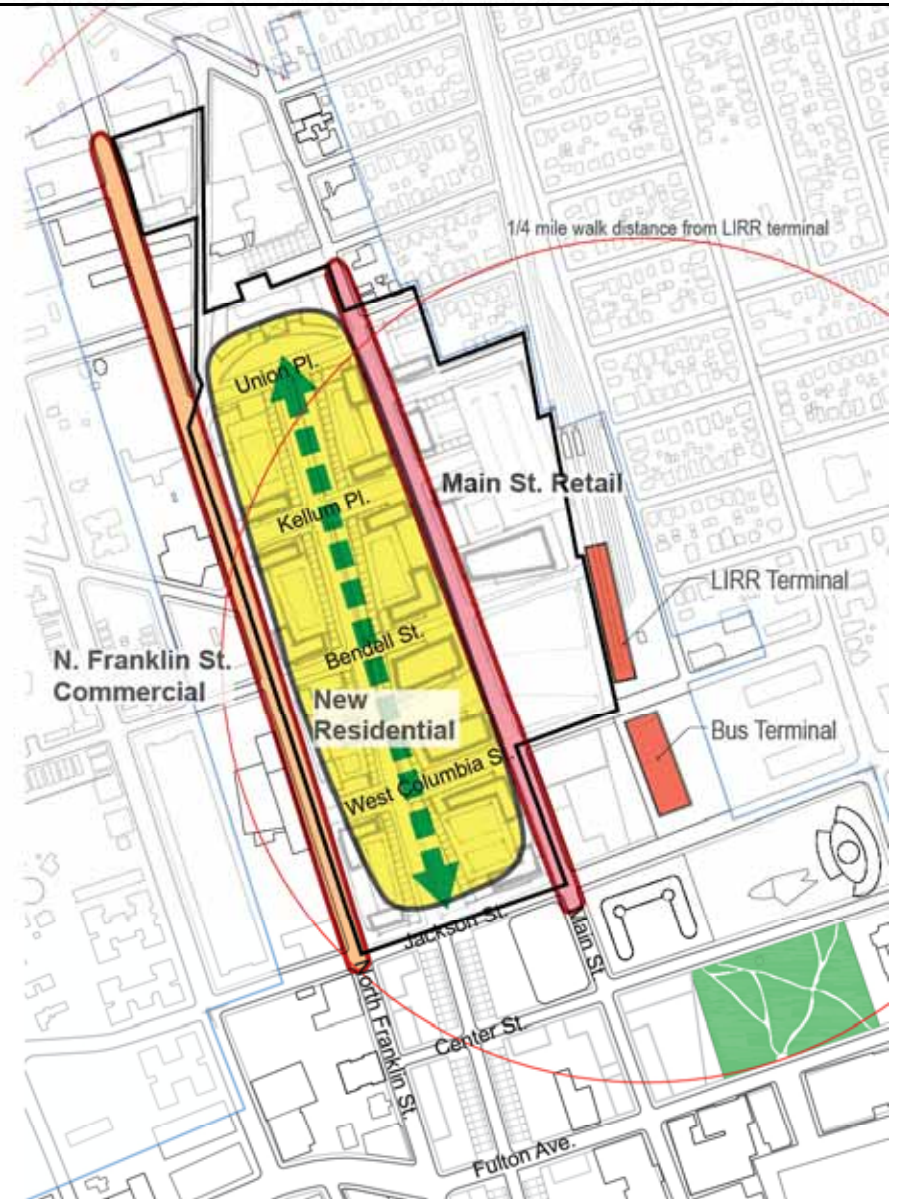 1/4 mile walk distance from LIRR terminal
Union Pl.
Main St. Retail
Kellum Pl.
LIRR Terminal
Bendell St.
N. Franklin St.
Commercial
New
Residential
Bus Terminal
West Columbia S.
Jackson St.
Main St.
North Franklin St.
Center St.
Fulton Ave.